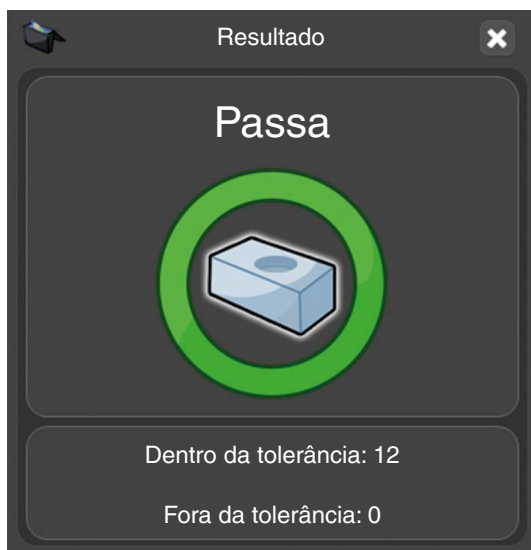 Resultado
Passa
Dentro da tolerância: 12
Fora da tolerância: 0